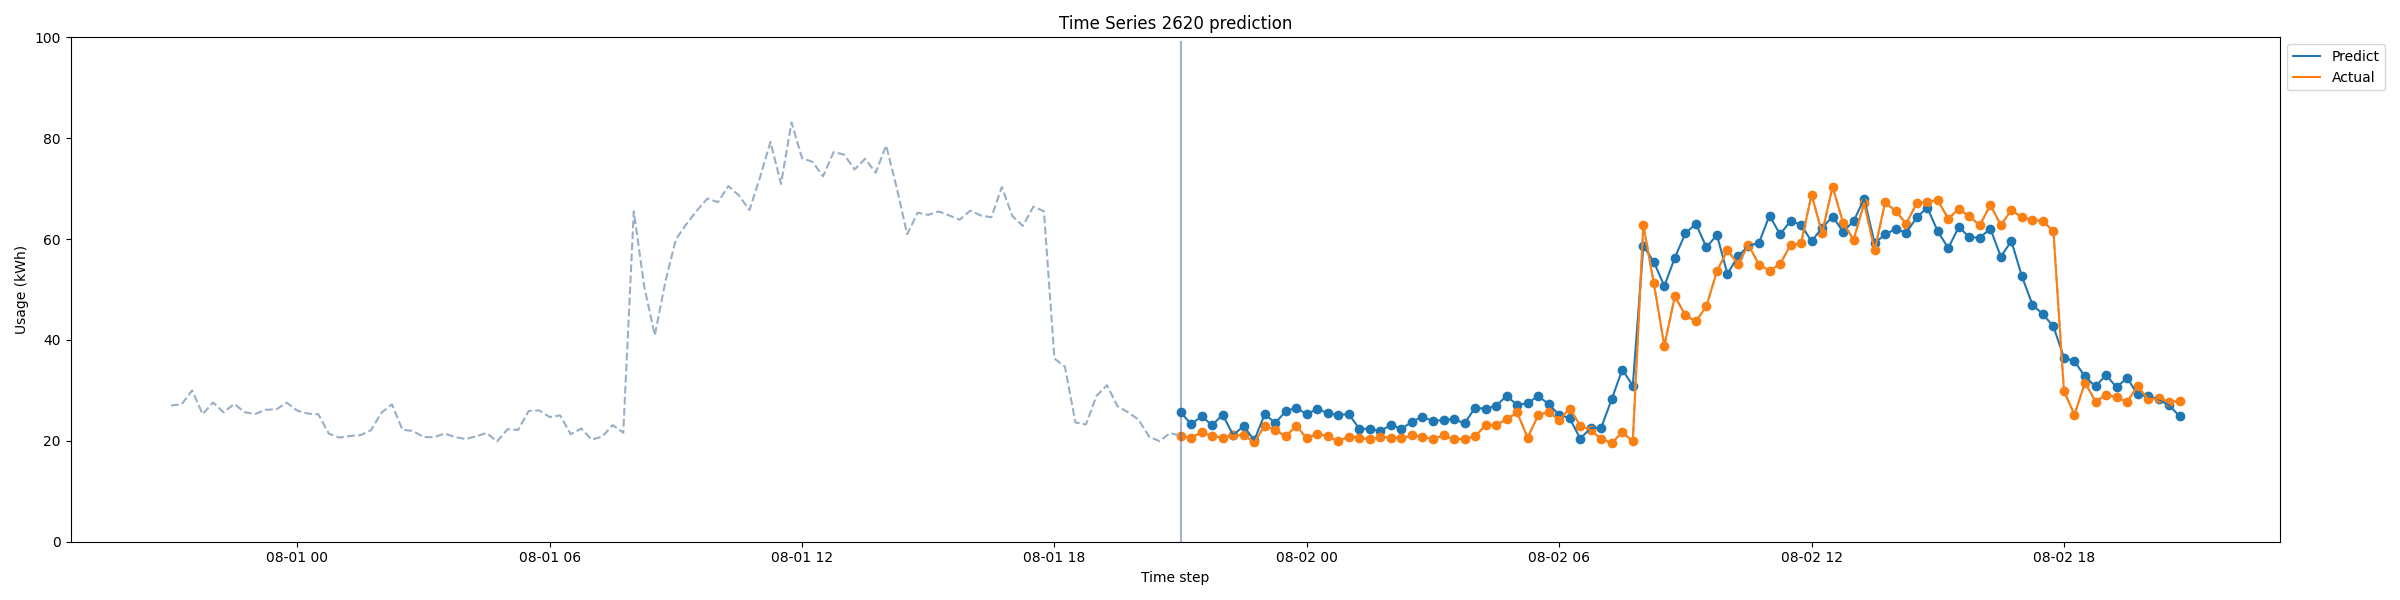 Time Series 2620 prediction
100
80
60
40
20
0
Usage (kWh)
08-01 00
08-01 06
08-01 12
08-01 18
08-02 00
08-02 06
08-02 12
08-02 18
Time step
Predict
Actual